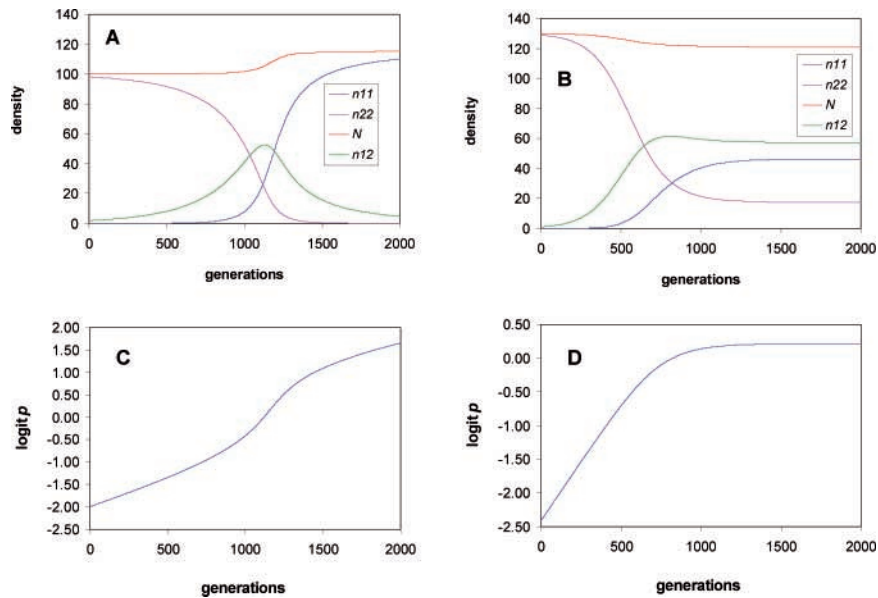 140
120
100
80
60
40
20
0
density
A
n11
n22
N
n12
0
500
1000
1500
2000
generations
140
120
100
80
60
40
20
0
density
B
n11
n22
N
n12
0
500
1000
1500
2000
generations
2.00
1.50
1.00
0.50
0.00
-0.50
-1.00
-1.50
-2.00
-2.50
logit p
C
0
500
1000
1500
2000
generations
0.50
0.00
-0.50
-1.00
-1.50
-2.00
-2.50
logit p
D
0
500
1000
1500
2000
generations